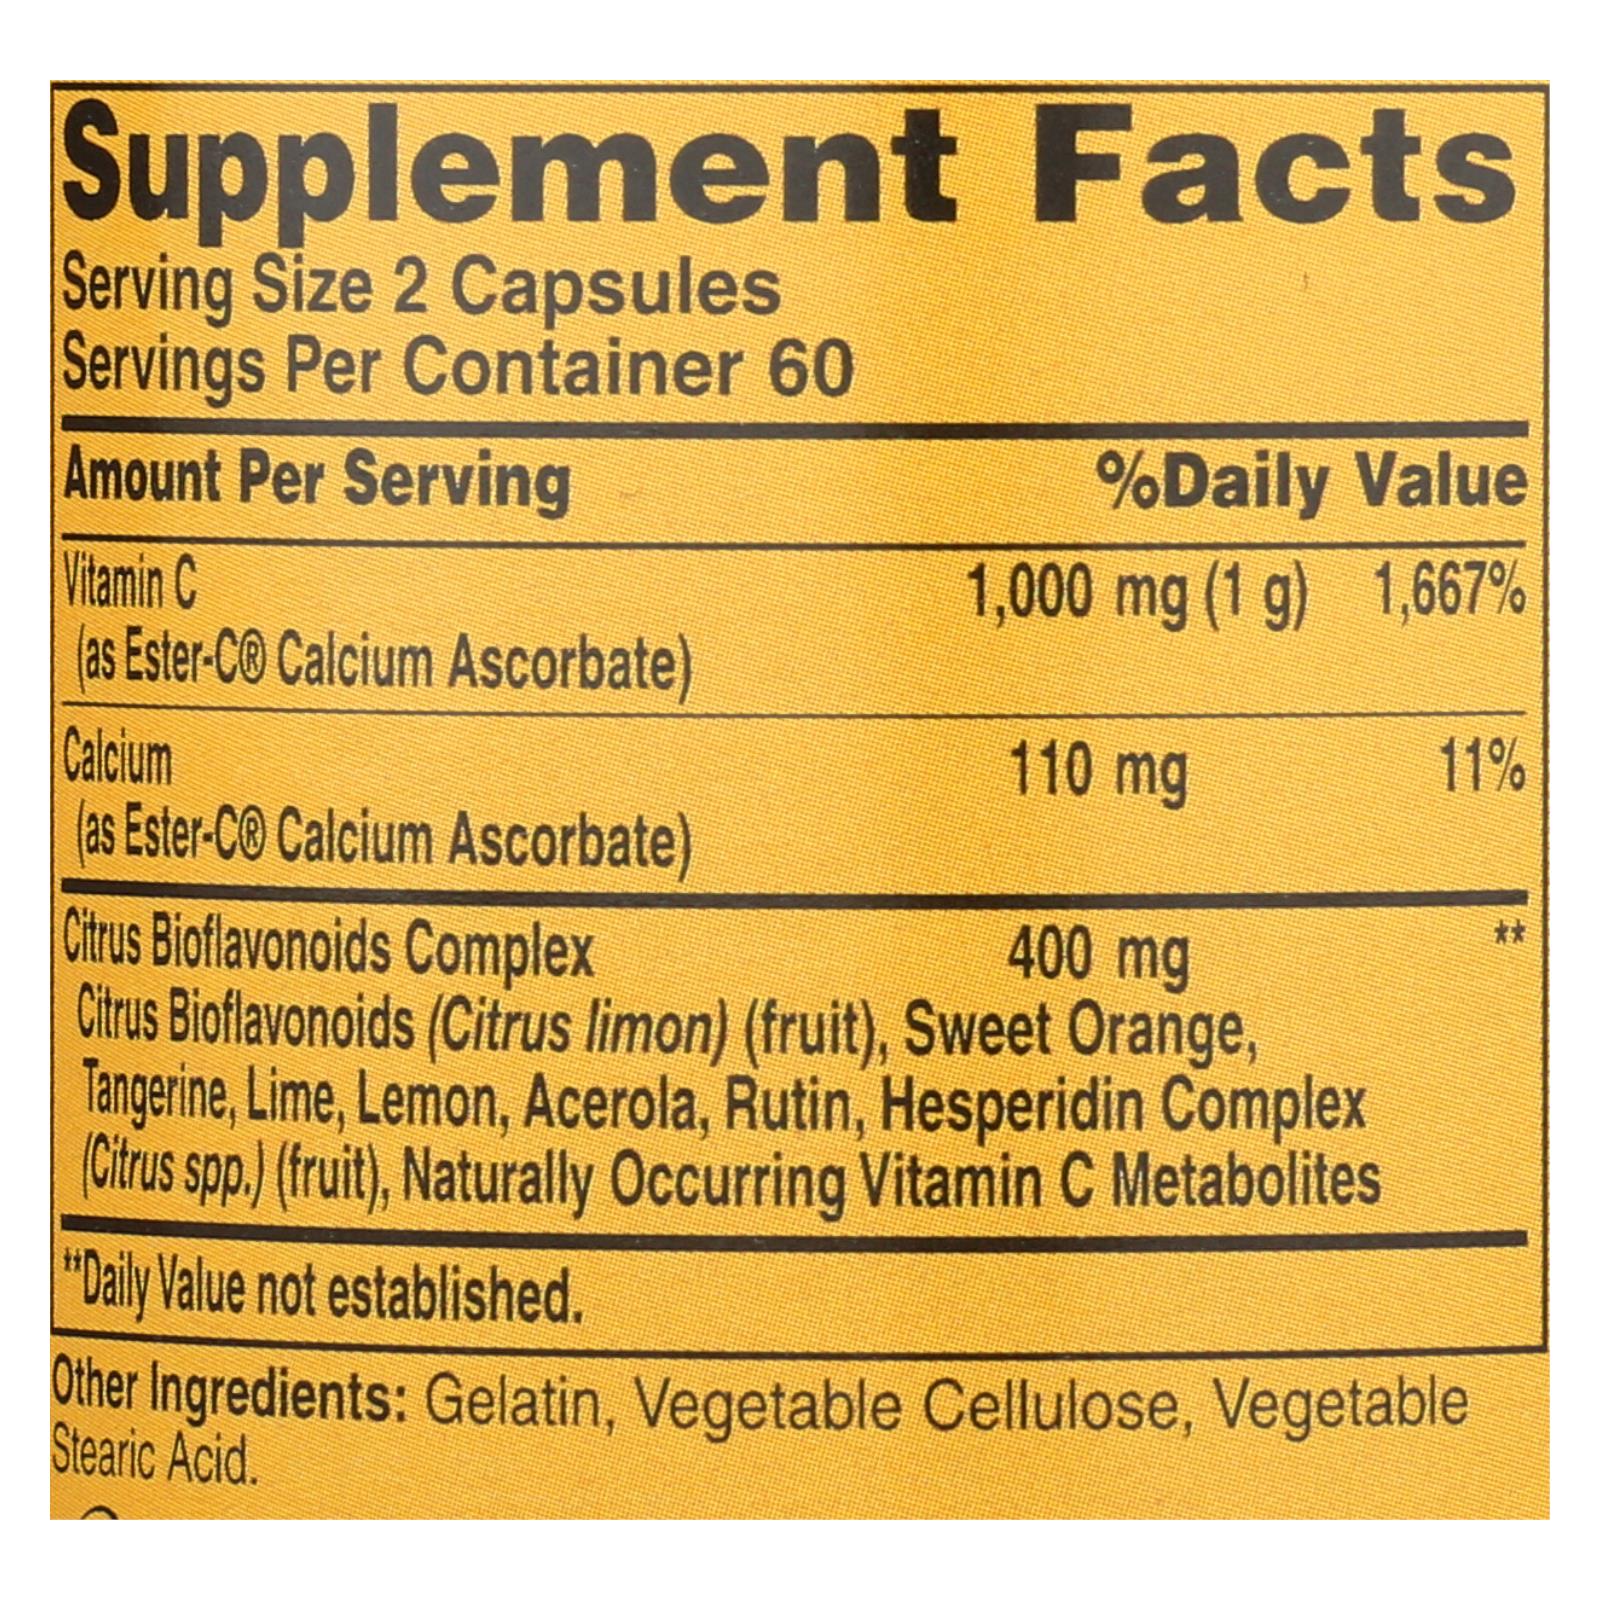 Supplement Facts
Serving Size 2 Capsules
Servings Per Container 60
Amount Per Serving %Daily Value
Vitamin C 1,000 mg (1 g) 1,667%
(as Ester-C® Calcium Ascorbate)
Calcium 110 mg 11%
(as Ester-C® Calcium Ascorbate)
Citrus Bioflavonoids Complex 400 mg **
Citrus Bioflavonoids (Citrus limon) (fruit), Sweet Orange,
Tangerine, Lime, Lemon, Acerola, Rutin, Hesperidin Complex
(Citrus spp.) (fruit), Naturally Occurring Vitamin C Metabolites
**Daily Value not established.
Other Ingredients: Gelatin, Vegetable Cellulose, Vegetable
Stearic Acid.